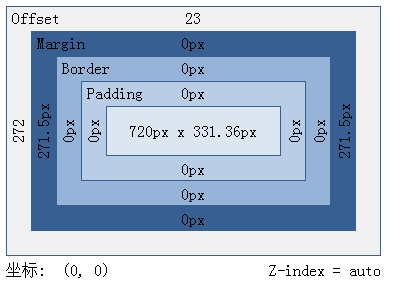 Offset 23
Margin 0px
Border 0px
Padding 0px
272 271.5px 0px 0px 720px x 331.36px 0px 0px 271.5px
0px
0px
0px
坐标: (0, 0) Z-index = auto